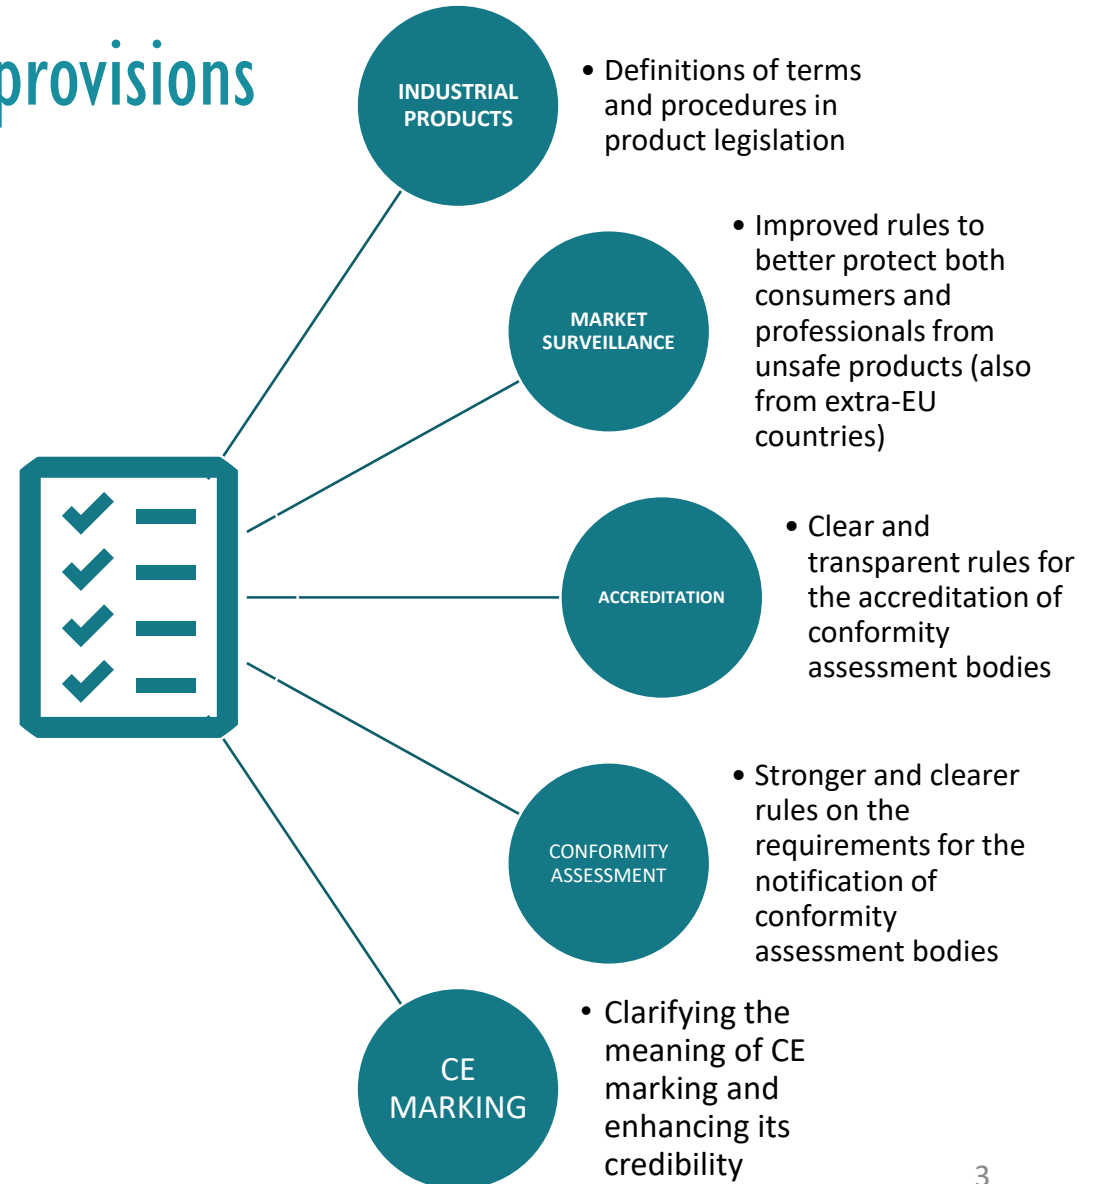 provisions
INDUSTRIAL
PRODUCTS
• Definitions of terms
and procedures in
product legislation
MARKET
SURVEILLANCE
• Improved rules to
better protect both
consumers and
professionals from
unsafe products (also
from extra-EU
countries)
ACCREDITATION
• Clear and
transparent rules for
the accreditation of
conformity
assessment bodies
CONFORMITY
ASSESSMENT
• Stronger and clearer
rules on the
requirements for the
notification of
conformity
assessment bodies
CE
MARKING
• Clarifying the
meaning of CE
marking and
enhancing its
credibility
3